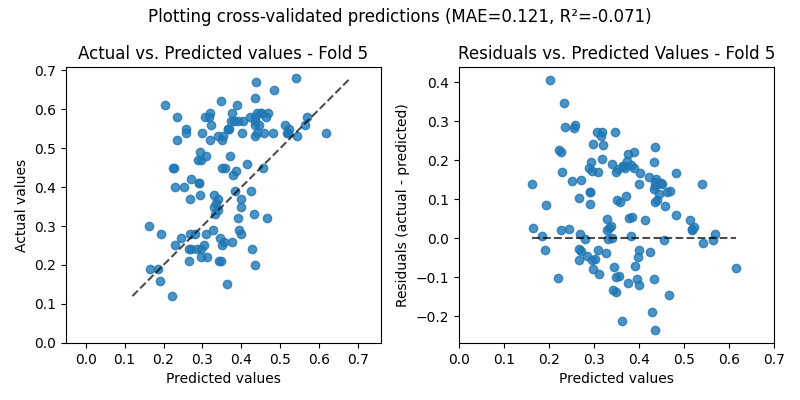 Plotting cross-validated predictions (MAE=0.121, R²=-0.071)
Actual vs. Predicted values - Fold 5
Actual values
0.7
0.6
0.5
0.4
0.3
0.2
0.1
0.0
0.0 0.1 0.2 0.3 0.4 0.5 0.6 0.7
Predicted values
Residuals vs. Predicted Values - Fold 5
Residuals (actual - predicted)
0.4
0.3
0.2
0.1
0.0
−0.1
−0.2
0.0 0.1 0.2 0.3 0.4 0.5 0.6 0.7
Predicted values